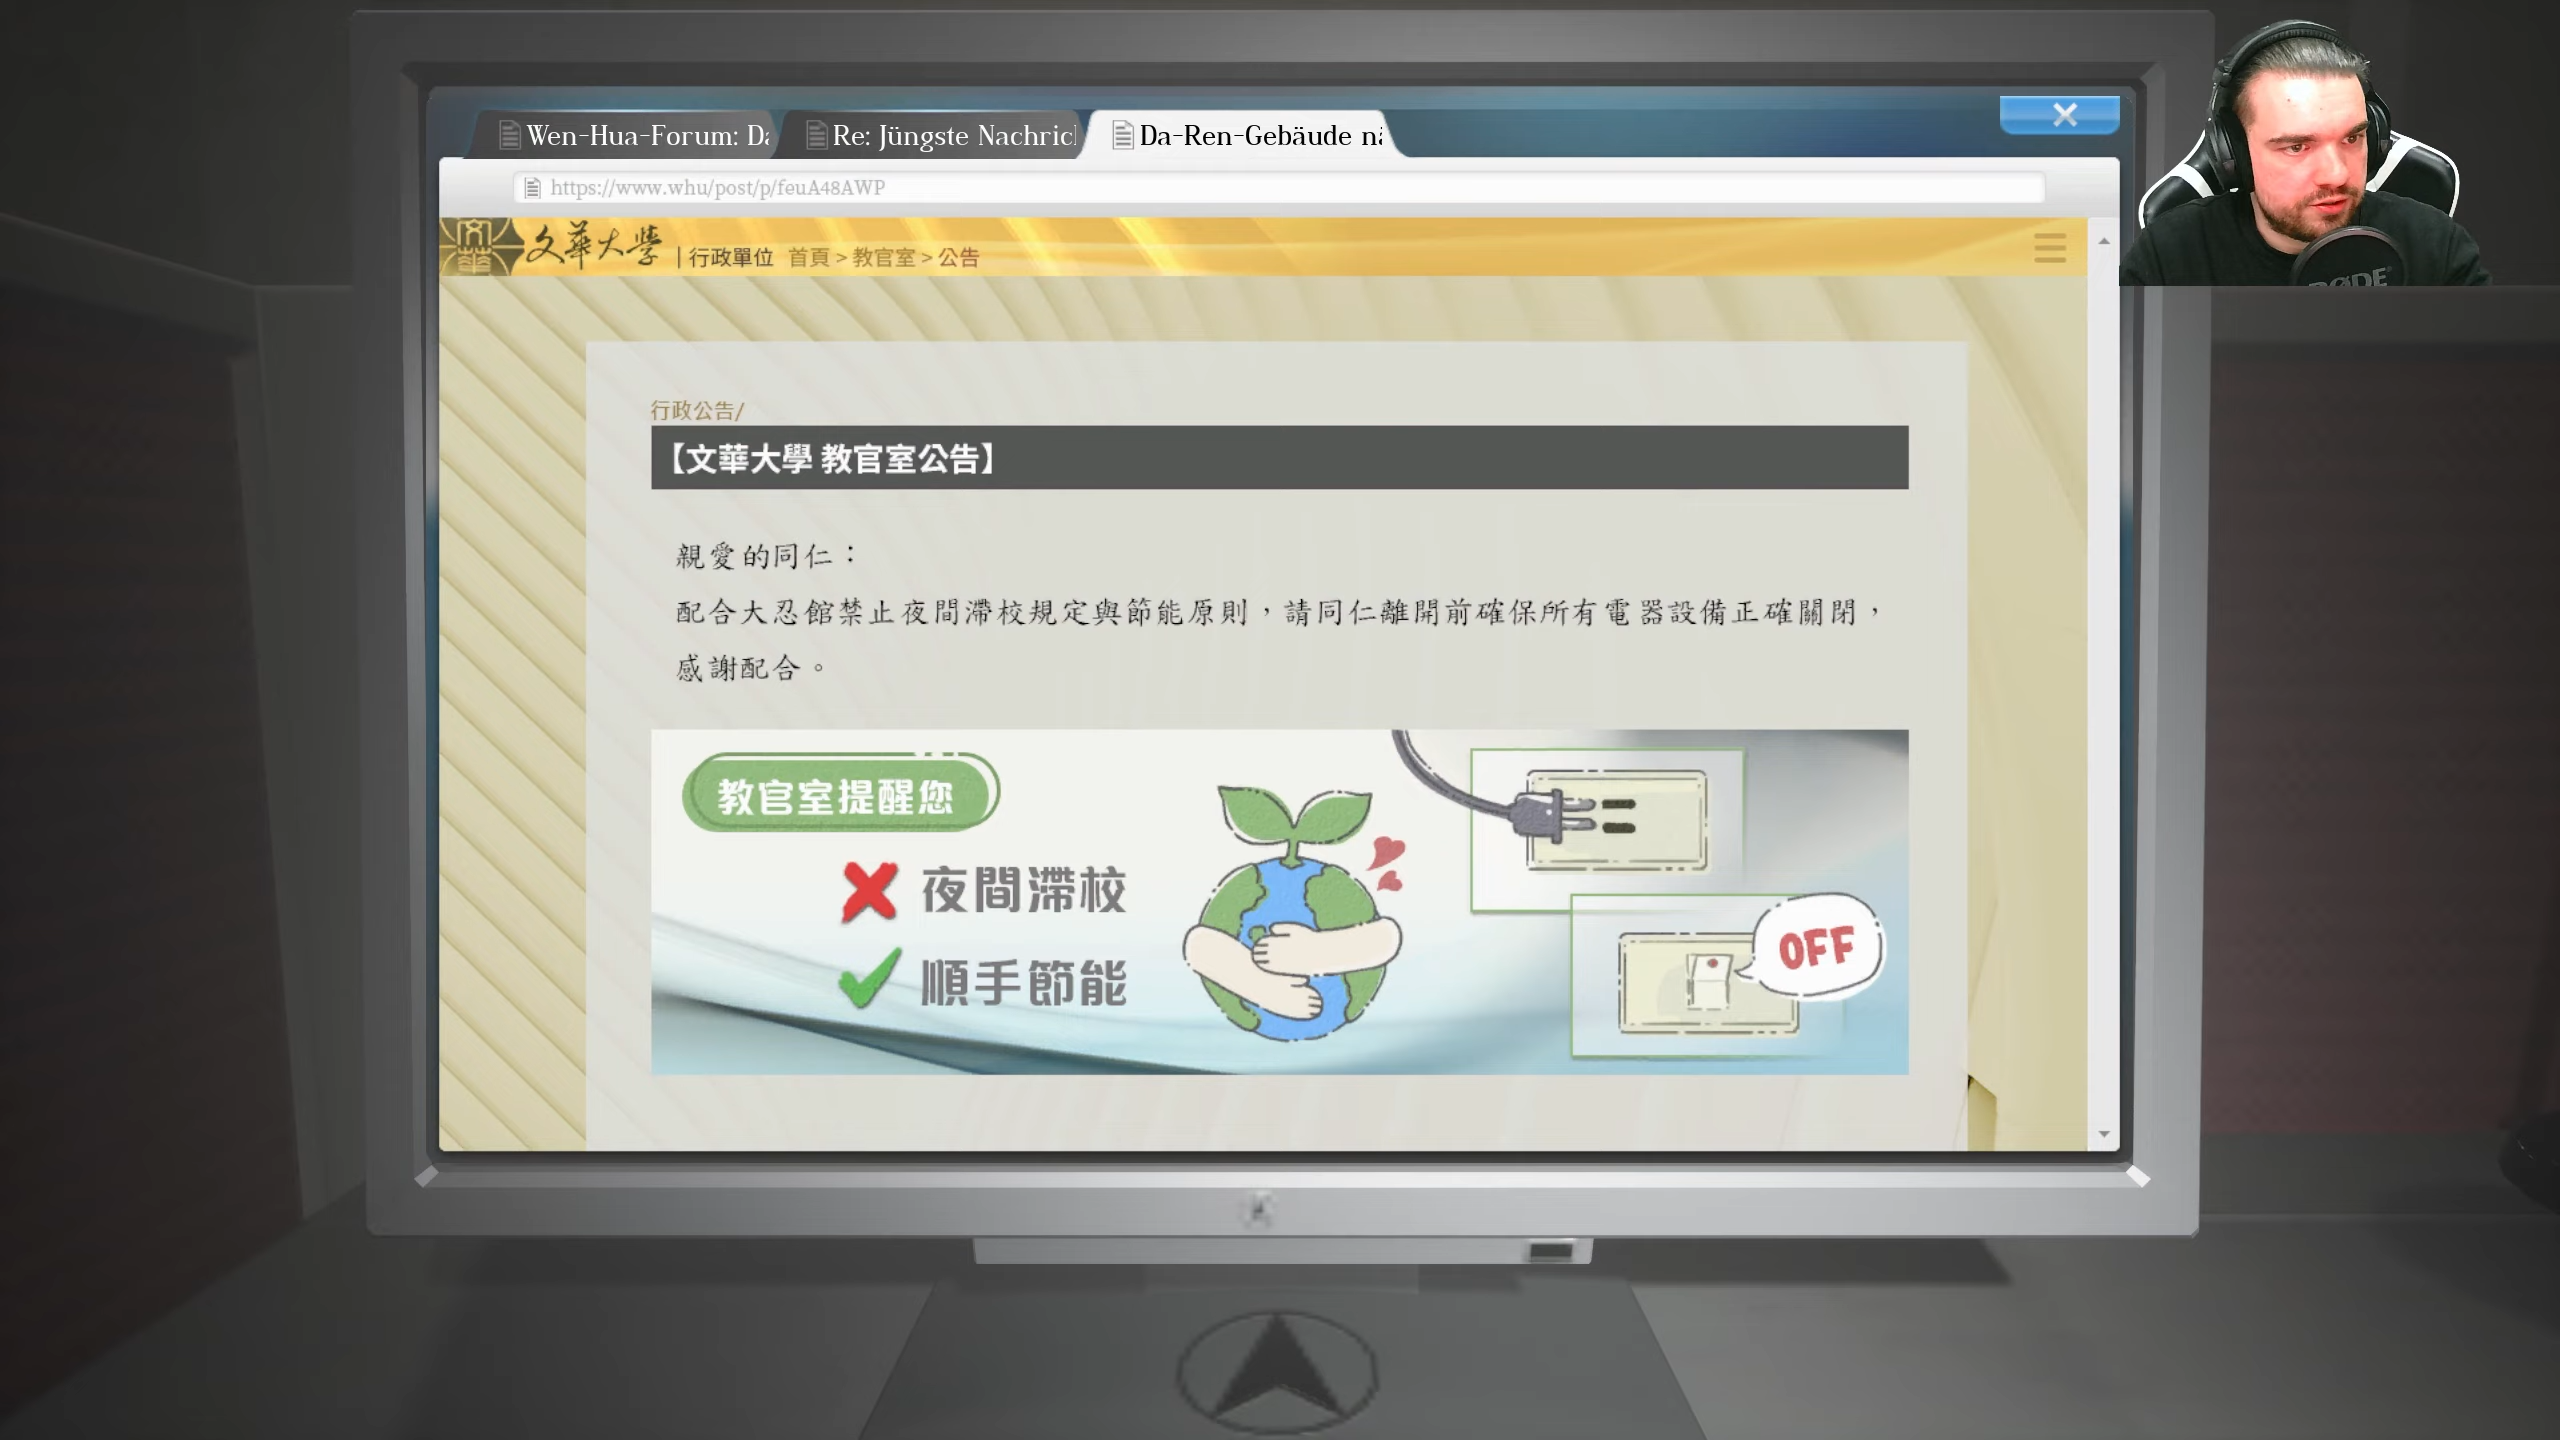 Wen-Hua-Forum: Da
Re: Jüngste Nachric
Da-Ren-Gebäude nä
https://www.whu/post/p/feuA48AWP
文華大學 | 行政單位 首頁 > 教官室 > 公告
行政公告/
【文華大學 教官室公告】
親愛的同仁：
配合大忍館禁止夜間滯校規定與節能原則，請同仁離開前確保所有電器設備正確關閉，
感謝配合。
教官室提醒您
夜間滯校
順手節能
OFF
RØDE